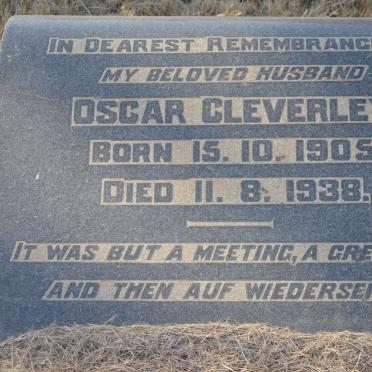 IN DEAREST REMEMBRANC
MY BELOVED HUSBAND
OSCAR CLEVERLE
BORN 15. 10. 1905
DIED 11. 8. 1938.
IT WAS BUT A MEETING, A GRE
AND THEN AUF WIEDERSE